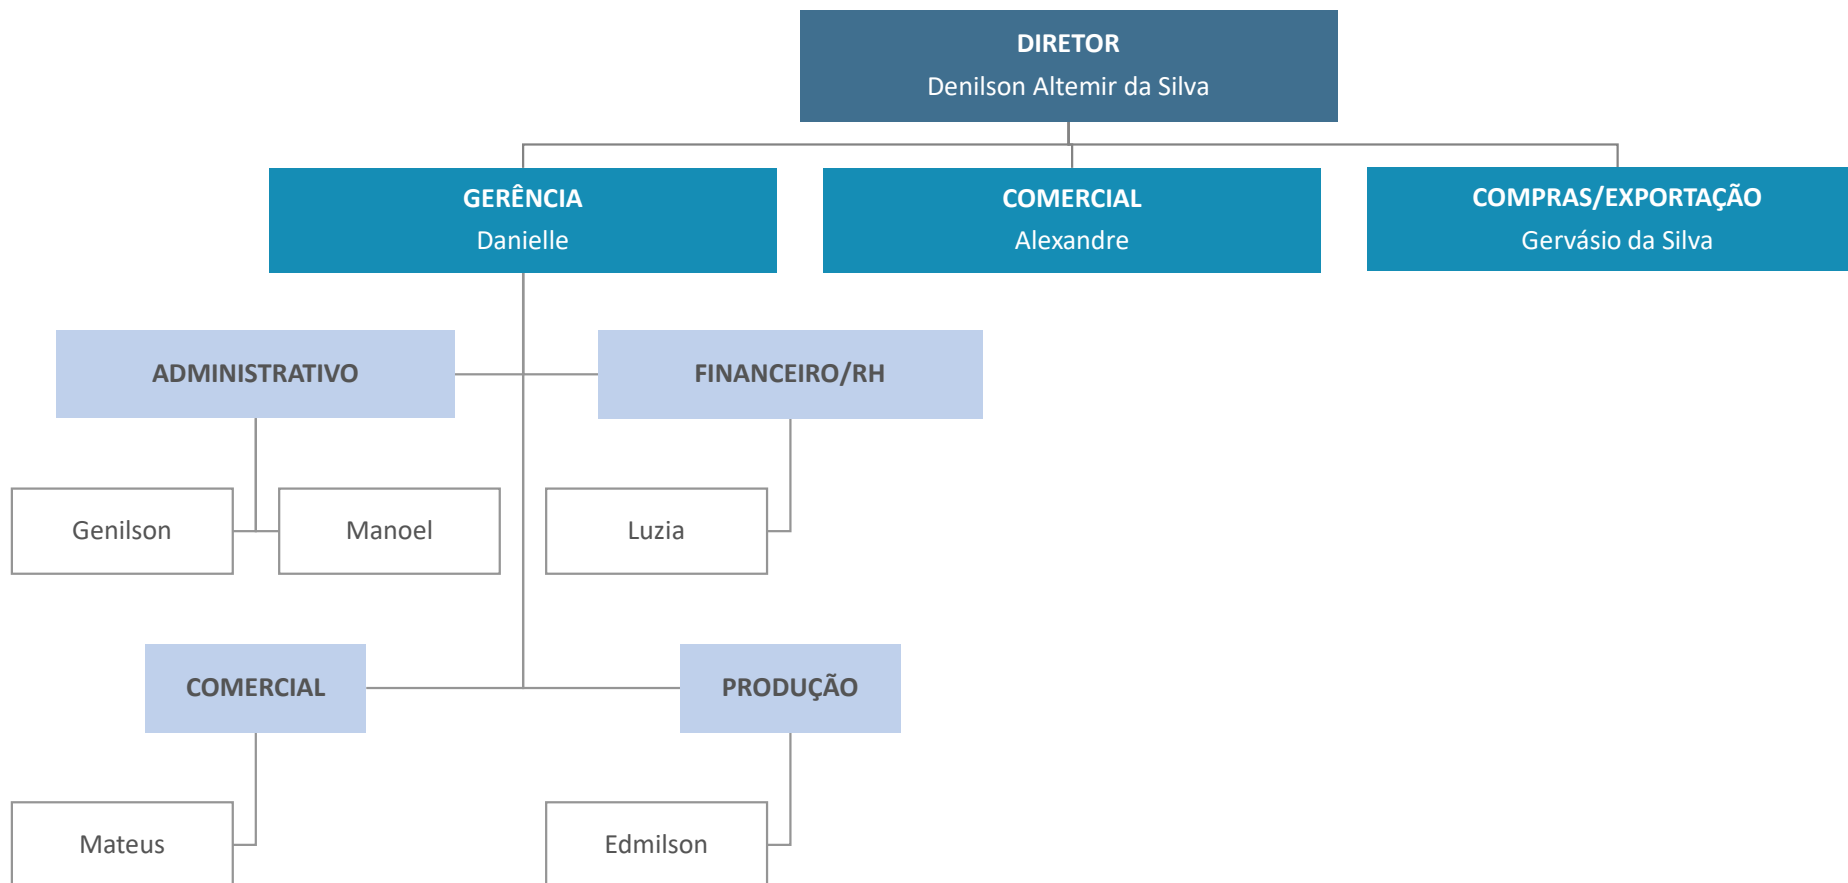 DIRETOR
Denilson Altemir da Silva
GERÊNCIA
Danielle
COMERCIAL
Alexandre
COMPRAS/EXPORTAÇÃO
Gervásio da Silva
ADMINISTRATIVO
FINANCEIRO/RH
Genilson
Manoel
Luzia
COMERCIAL
PRODUÇÃO
Mateus
Edmilson